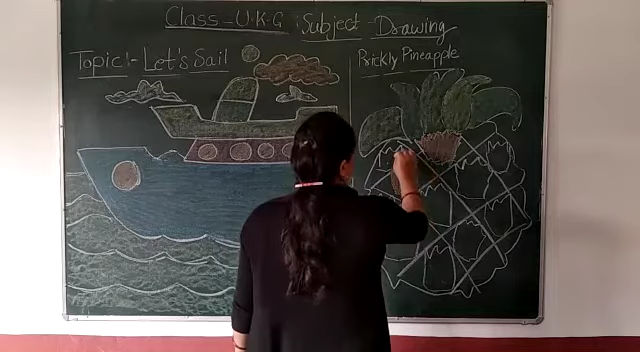 Class - U.K.G Subject - Drawing
Topic :- Let's Sail
Prickly Pineapple